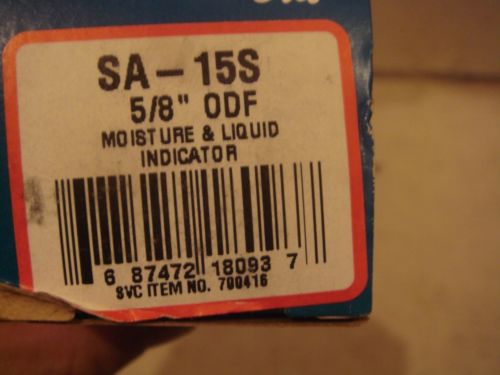 SA-15S
5/8" ODF
MOISTURE & LIQUID
INDICATOR
6 87472 18093 7
SVC ITEM NO. 700416